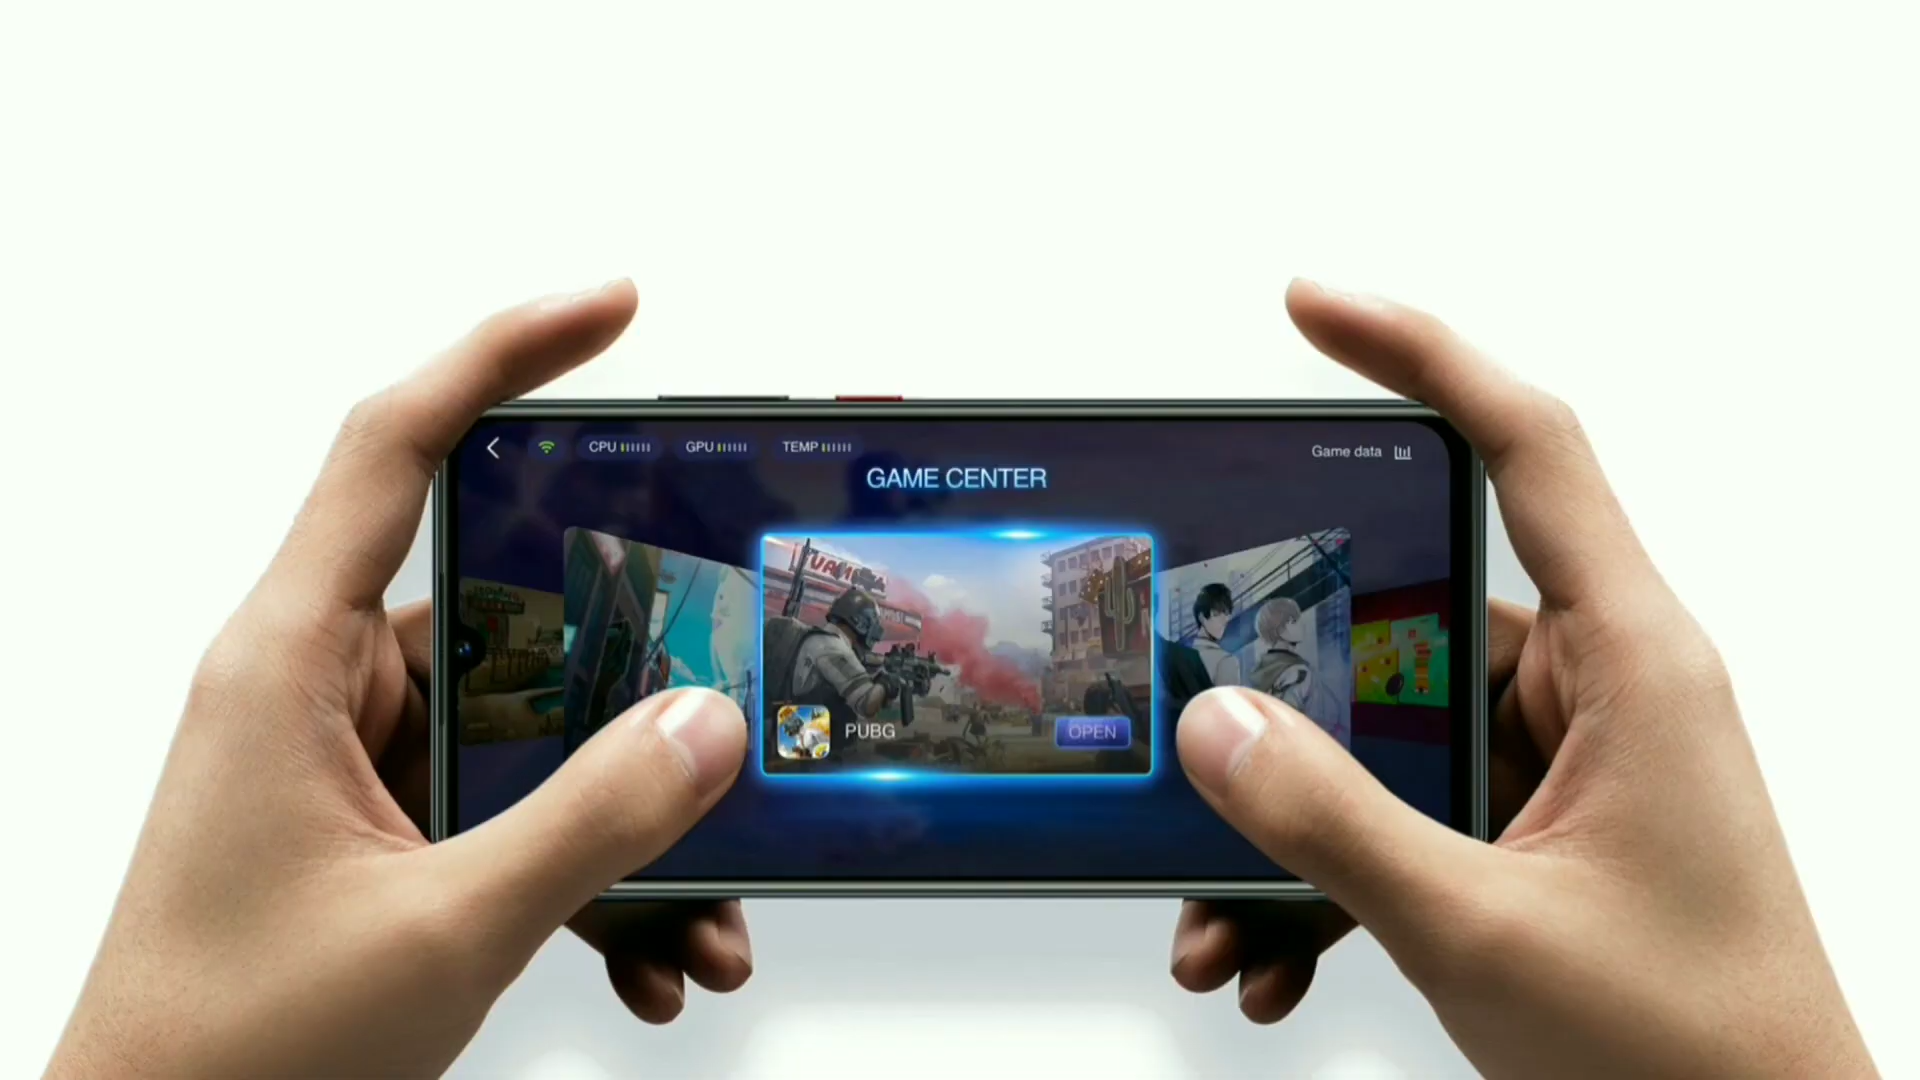 CPU GPU TEMP
Game data
GAME CENTER
PUBG
OPEN